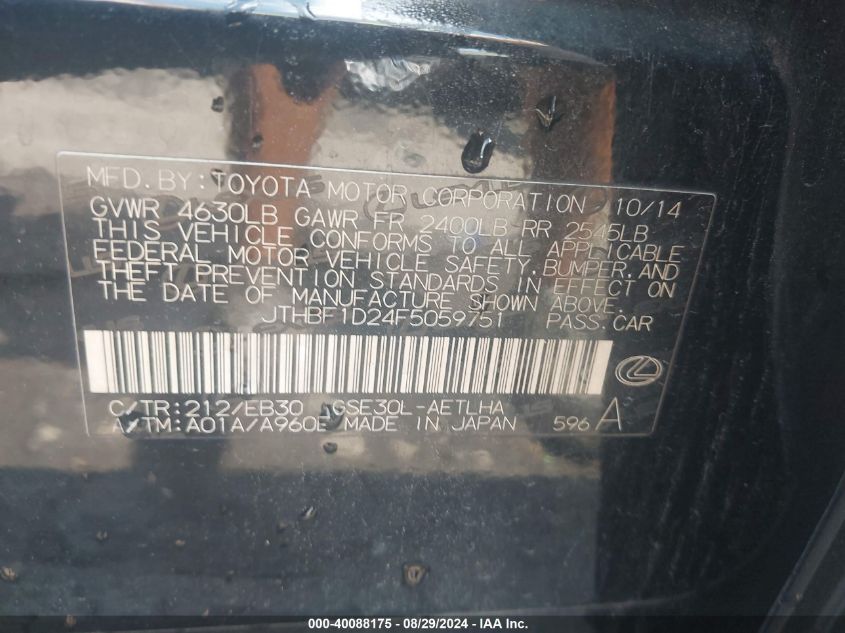 MFD. BY: TOYOTA MOTOR CORPORATION 10/14
GVWR 4630LB GAWR FR 2400LB RR 2545LB
THIS VEHICLE CONFORMS TO ALL APPLICABLE
FEDERAL MOTOR VEHICLE SAFETY, BUMPER, AND
THEFT PREVENTION STANDARDS IN EFFECT ON
THE DATE OF MANUFACTURE SHOWN ABOVE.
JTHBF1D24F5059751 PASS. CAR
C/TR:212/EB30 GSE30L-AETLHA
A/TM:A01A/A960E MADE IN JAPAN 596 A
000-40088175 - 08/29/2024 - IAA Inc.